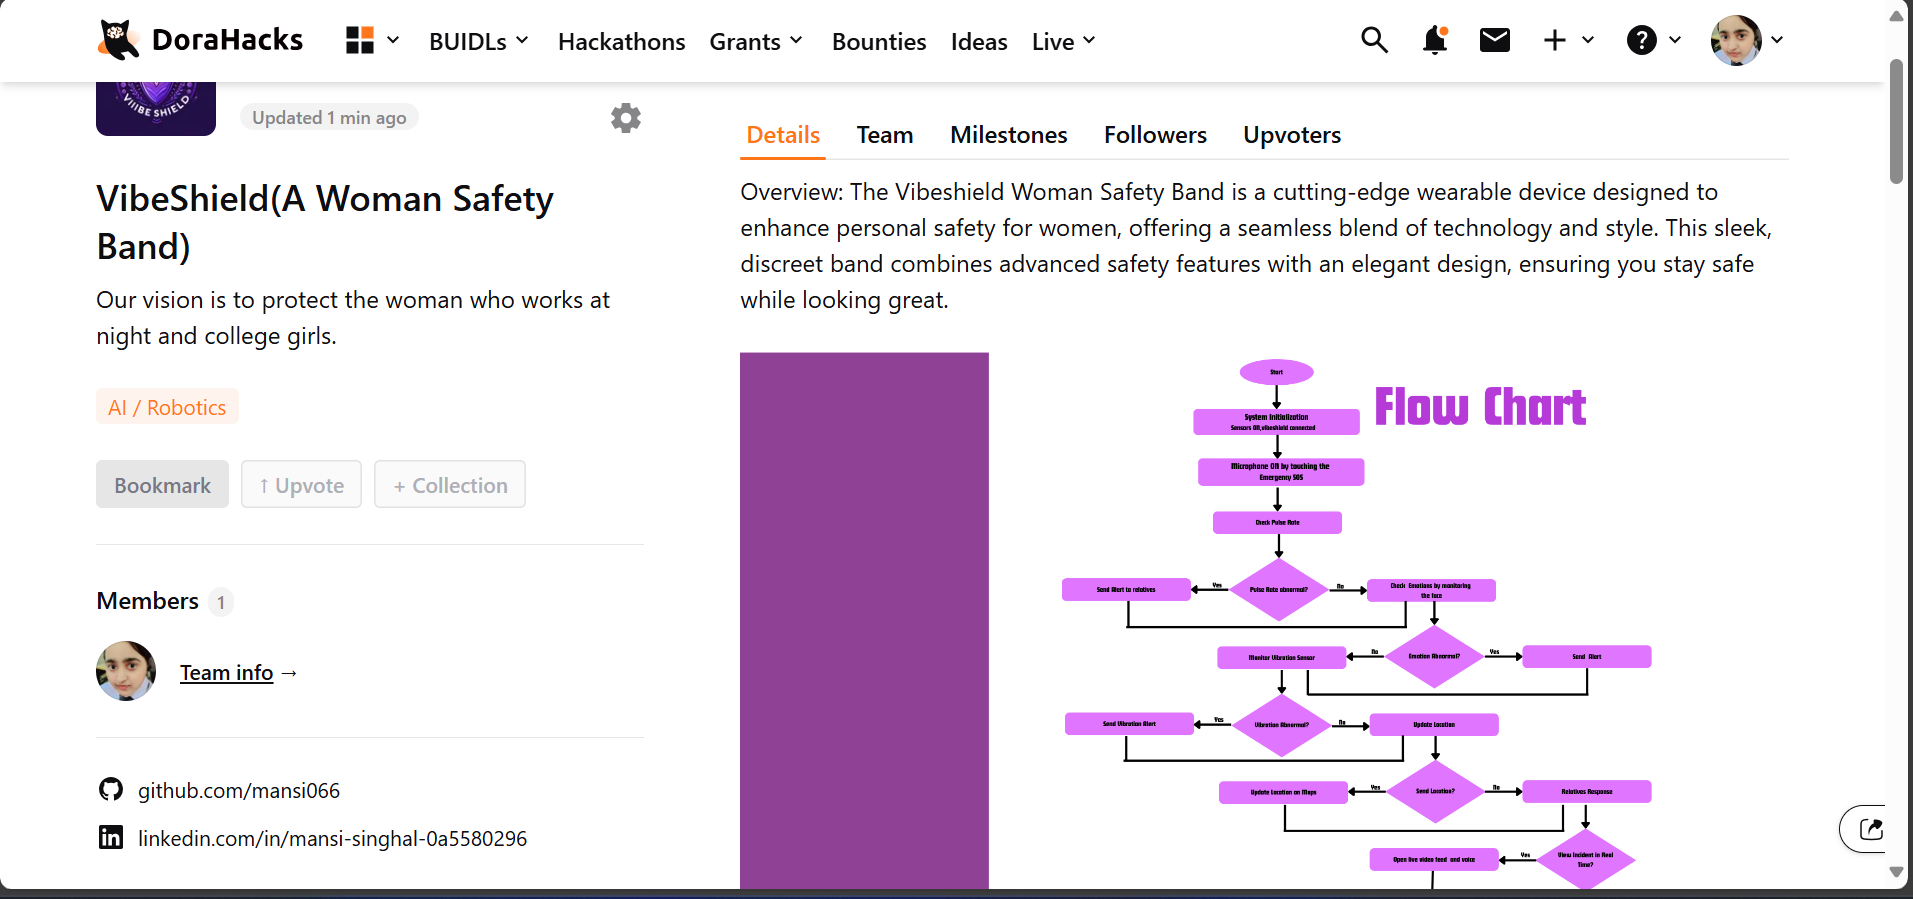 DoraHacks
BUIDLs
Hackathons
Grants
Bounties
Ideas
Live
VIIBE SHIELD
Updated 1 min ago
VibeShield(A Woman Safety
Band)
Our vision is to protect the woman who works at
night and college girls.
AI / Robotics
Bookmark
↑ Upvote
+ Collection
Members 1
Team info →
github.com/mansi066
linkedin.com/in/mansi-singhal-0a5580296
Details
Team
Milestones
Followers
Upvoters
Overview: The Vibeshield Woman Safety Band is a cutting-edge wearable device designed to
enhance personal safety for women, offering a seamless blend of technology and style. This sleek,
discreet band combines advanced safety features with an elegant design, ensuring you stay safe
while looking great.
Flow Chart
Start
System Initialization
Sensors ON,vibeshield connected
Microphone ON by touching the
Emergency SOS
Check Pulse Rate
Pulse Rate abnormal?
Yes
No
Send Alert to relatives
Check Emotions by monitoring
the face
Emotion Abnormal?
No
Yes
Monitor Vibration Sensor
Send Alert
Vibration Abnormal?
Yes
No
Send Vibration Alert
Update Location
Send Location?
Yes
No
Update Location on Maps
Relatives Response
View Incident in Real
Time?
Yes
Open live video feed and voice